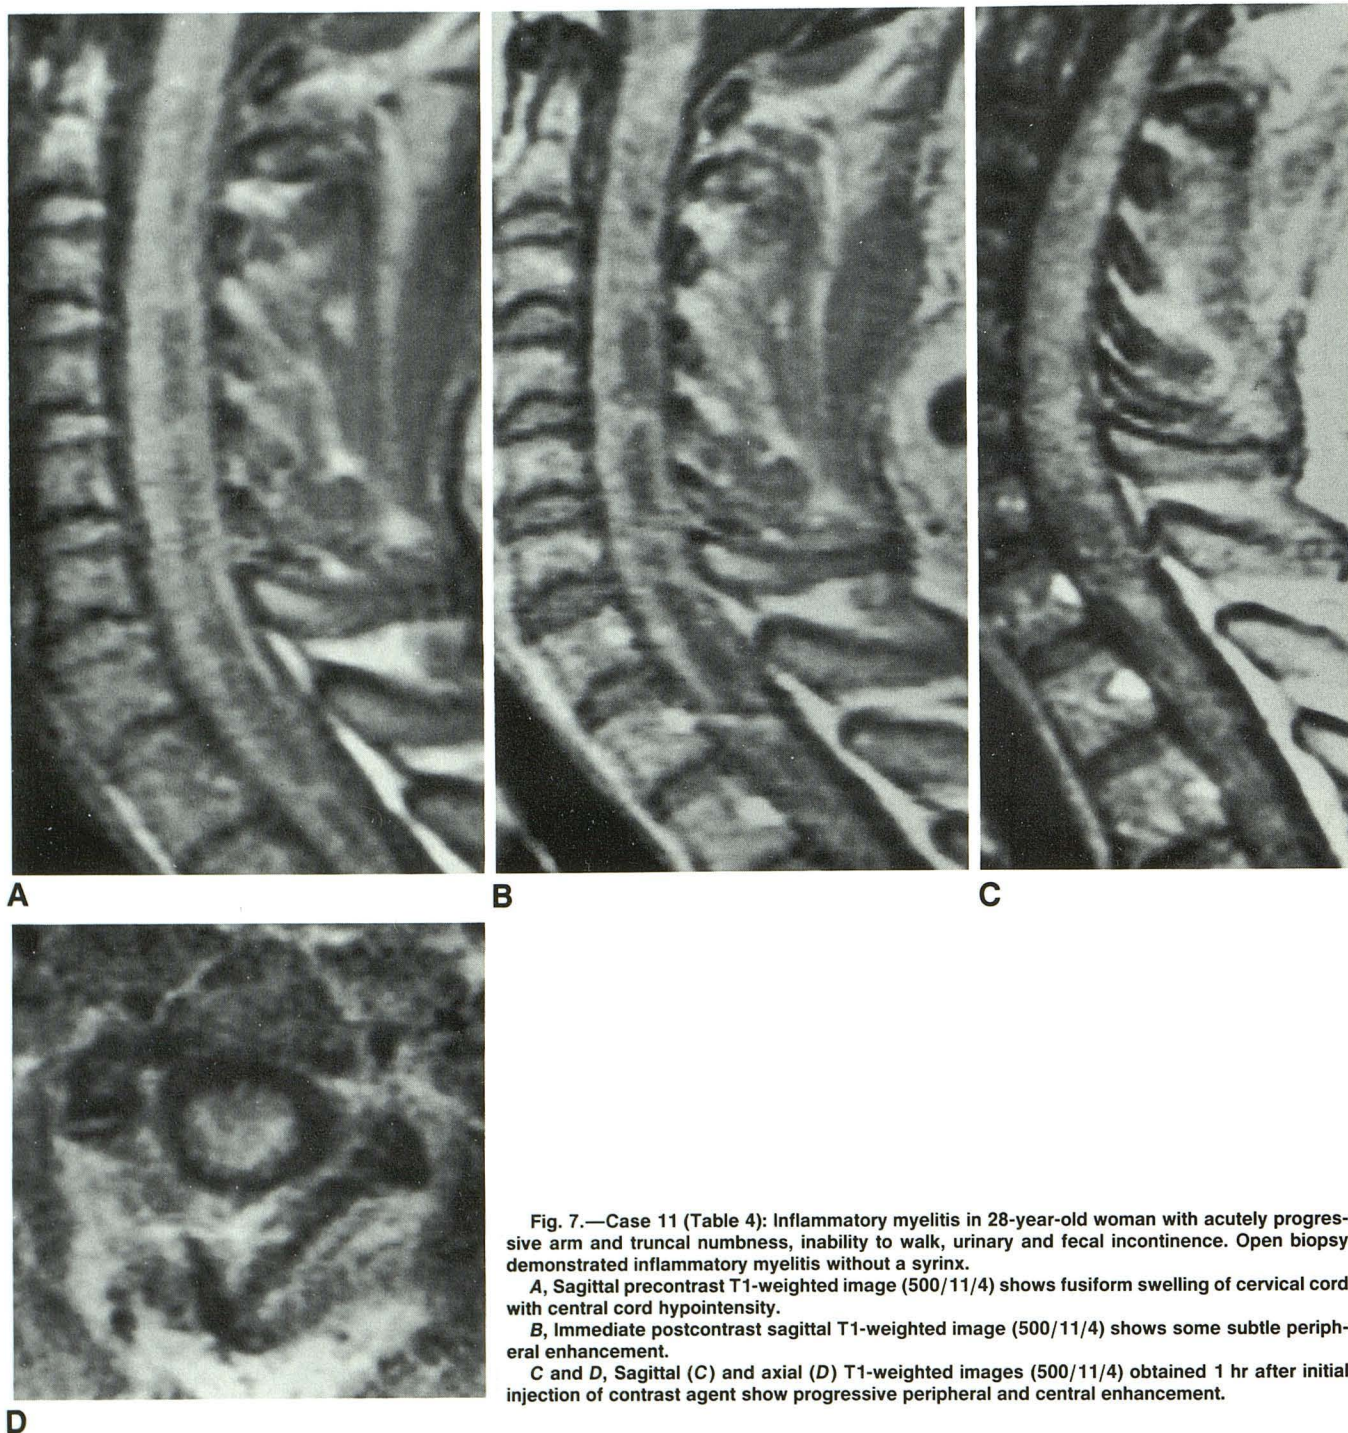 A
B
C
D
Fig. 7.—Case 11 (Table 4): Inflammatory myelitis in 28-year-old woman with acutely progres-
sive arm and truncal numbness, inability to walk, urinary and fecal incontinence. Open biopsy
demonstrated inflammatory myelitis without a syrinx.
A, Sagittal precontrast T1-weighted image (500/11/4) shows fusiform swelling of cervical cord
with central cord hypointensity.
B, Immediate postcontrast sagittal T1-weighted image (500/11/4) shows some subtle periph-
eral enhancement.
C and D, Sagittal (C) and axial (D) T1-weighted images (500/11/4) obtained 1 hr after initial
injection of contrast agent show progressive peripheral and central enhancement.